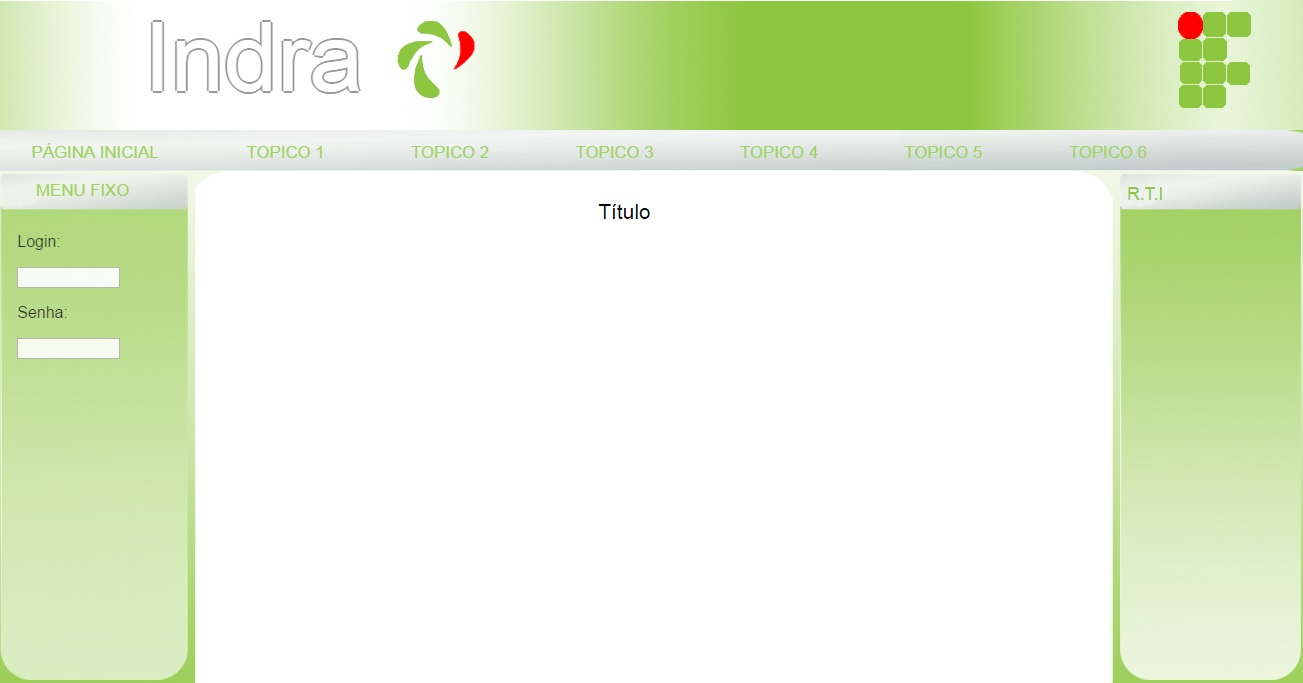 Indra
PÁGINA INICIAL TOPICO 1 TOPICO 2 TOPICO 3 TOPICO 4 TOPICO 5 TOPICO 6
MENU FIXO
Login:
Senha:
Título
R.T.I